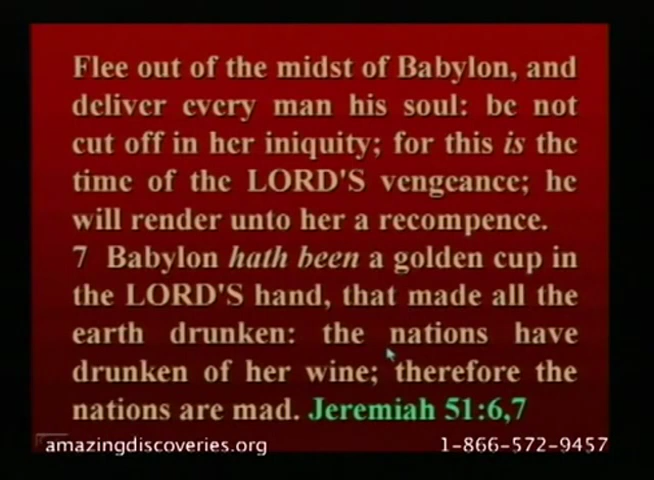 Flee out of the midst of Babylon, and
deliver every man his soul: be not
cut off in her iniquity; for this is the
time of the LORD'S vengeance; he
will render unto her a recompence.
7 Babylon hath been a golden cup in
the LORD'S hand, that made all the
earth drunken: the nations have
drunken of her wine; therefore the
nations are mad. Jeremiah 51:6,7
amazingdiscoveries.org 1-866-572-9457